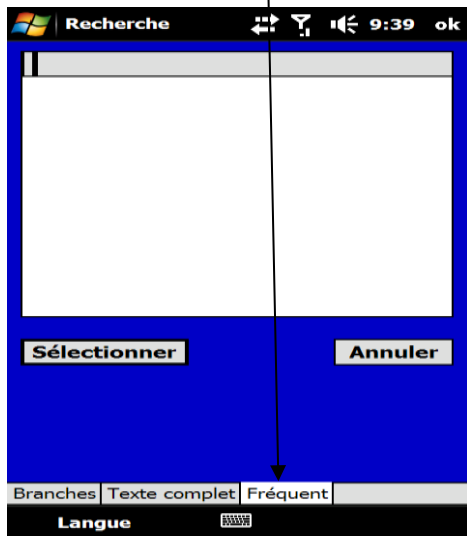 Recherche 9:39 ok
Sélectionner Annuler
Branches Texte complet Fréquent
Langue